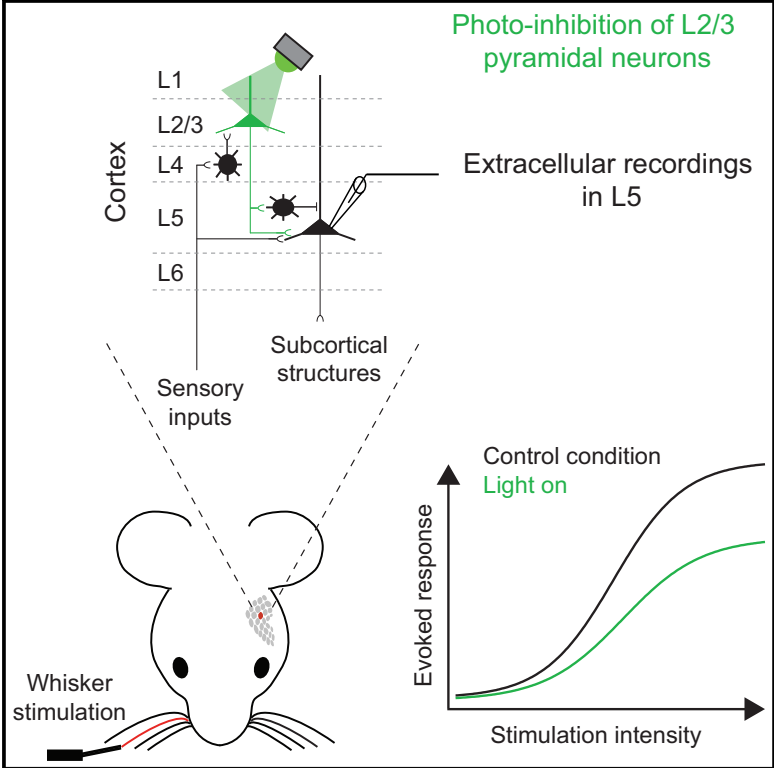 Photo-inhibition of L2/3
pyramidal neurons
L1
L2/3
L4
L5
L6
Cortex
Extracellular recordings
in L5
Subcortical
structures
Sensory
inputs
Control condition
Light on
Evoked response
Stimulation intensity
Whisker
stimulation